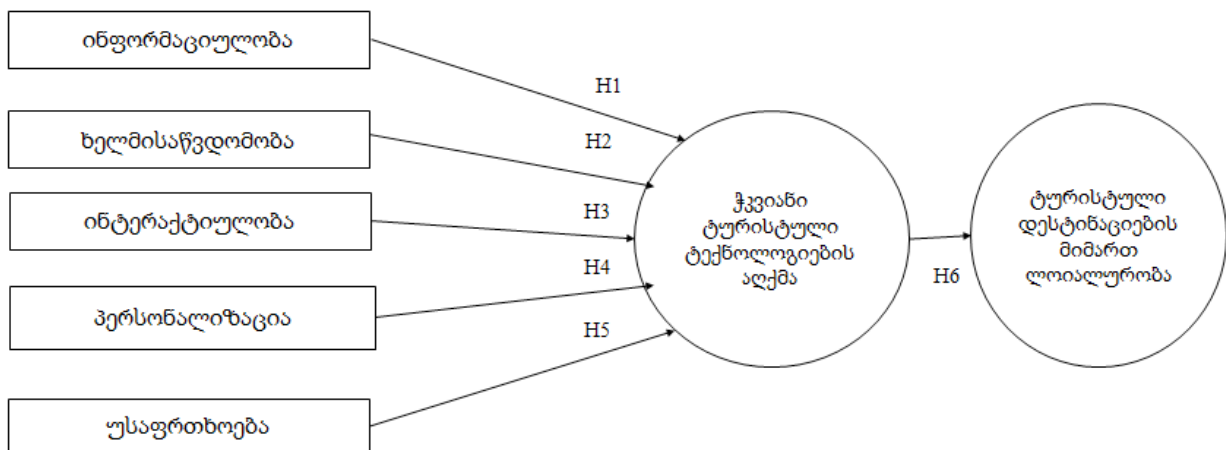 ინფორმაციულობა
H1
ხელმისაწვდომობა
H2
ინტერაქტიულობა
H3
პერსონალიზაცია
H4
უსაფრთხოება
H5
ჭკვიანი
ტურისტული
ტექნოლოგიების
აღქმა
H6
ტურისტული
დესტინაციების
მიმართ
ლოიალურობა